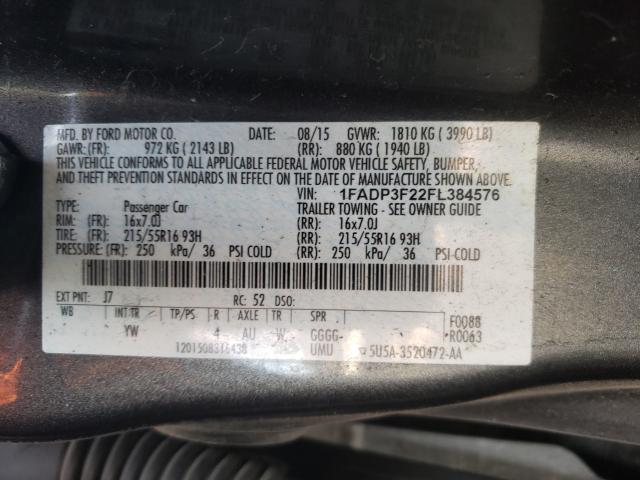 MFD. BY FORD MOTOR CO. DATE: 08/15 GVWR: 1810 KG ( 3990 LB)
GAWR: (FR): 972 KG ( 2143 LB) (RR): 880 KG ( 1940 LB)
THIS VEHICLE CONFORMS TO ALL APPLICABLE FEDERAL MOTOR VEHICLE SAFETY, BUMPER,
AND THEFT PREVENTION STANDARDS IN EFFECT ON THE DATE OF MANUFACTURE SHOWN ABOVE.
VIN: 1FADP3F22FL384576
TYPE: Passenger Car TRAILER TOWING - SEE OWNER GUIDE
RIM: (FR) 16x7.0J (RR): 16x7.0J
TIRE: (FR) 215/55R16 93H (RR): 215/55R16 93H
PRESSURE: (FR) 250 kPa/ 36 PSI COLD (RR): 250 kPa/ 36 PSI-COLD
EXT PNT: J7 RC: 52 DSO:
WB INT TR TP/PS R AXLE TR SPR F0088
YW 4 AU W GGGG- R0063
UMU 5U5A-3520472-AA